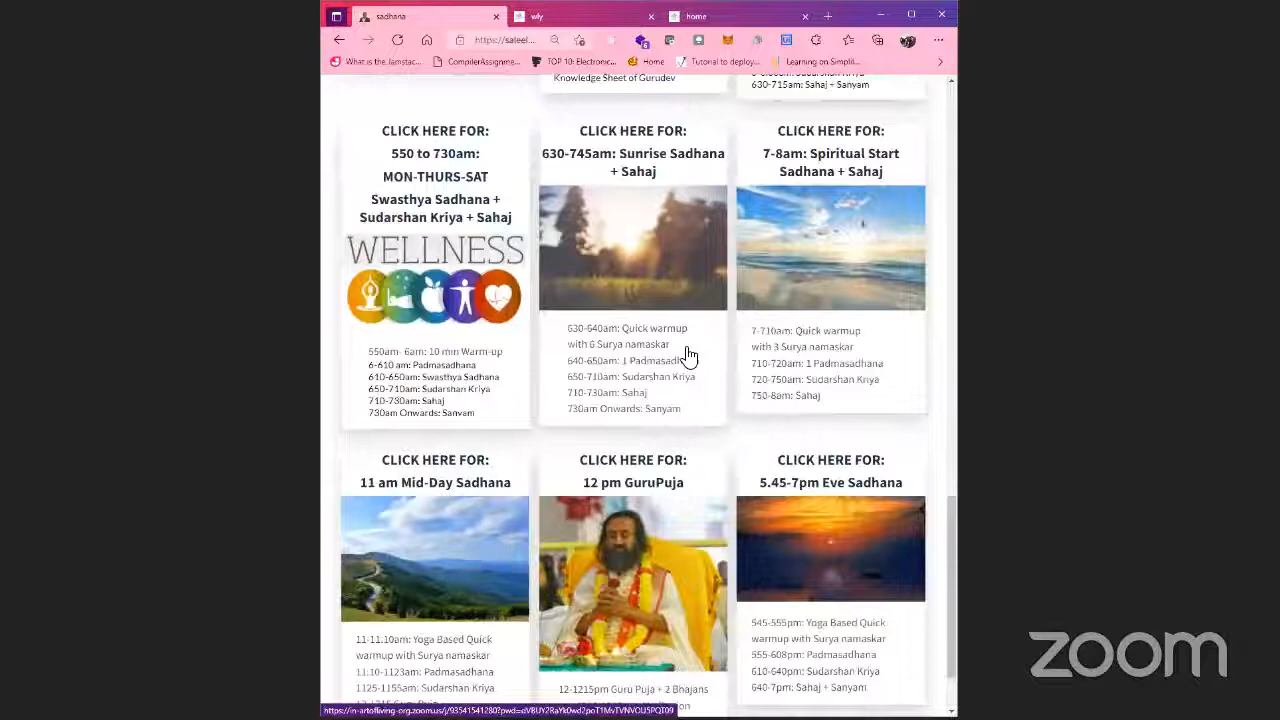 sadhana
wly
home
https://saleel...
What is the Jamstac...
CompilerAssignme...
TOP 10: Electronic...
Home
Tutorial to deploy...
Learning on Simpli...
Knowledge Sheet of Gurudev
630-715am: Sahaj + Sanyam
CLICK HERE FOR:
550 to 730am:
MON-THURS-SAT
Swasthya Sadhana +
Sudarshan Kriya + Sahaj
WELLNESS
550am- 6am: 10 min Warm-up
6-610 am: Padmasadhana
610-650am: Swasthya Sadhana
650-710am: Sudarshan Kriya
710-730am: Sahaj
730am Onwards: Sanyam
CLICK HERE FOR:
630-745am: Sunrise Sadhana
+ Sahaj
630-640am: Quick warmup
with 6 Surya namaskar
640-650am: 1 Padmasadh
650-710am: Sudarshan Kriya
710-730am: Sahaj
730am Onwards: Sanyam
CLICK HERE FOR:
7-8am: Spiritual Start
Sadhana + Sahaj
7-710am: Quick warmup
with 3 Surya namaskar
710-720am: 1 Padmasadhana
720-750am: Sudarshan Kriya
750-8am: Sahaj
CLICK HERE FOR:
11 am Mid-Day Sadhana
11-11.10am: Yoga Based Quick
warmup with Surya namaskar
11:10-1123am: Padmasadhana
1125-1155am: Sudarshan Kriya
CLICK HERE FOR:
12 pm GuruPuja
12-1215pm Guru Puja + 2 Bhajans
CLICK HERE FOR:
5.45-7pm Eve Sadhana
545-555pm: Yoga Based Quick
warmup with Surya namaskar
555-608pm: Padmasadhana
610-640pm: Sudarshan Kriya
640-7pm: Sahaj + Sanyam
zoom